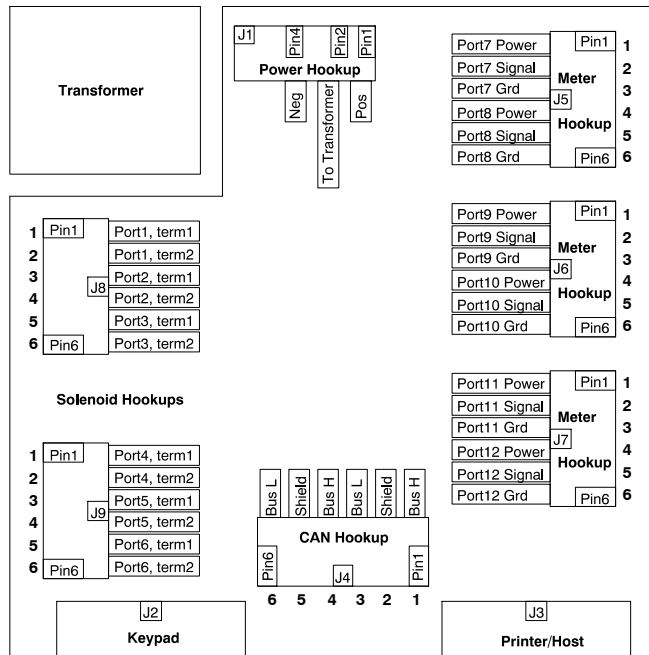 Transformer
J1
Pin4
Pin2
Pin1
Power Hookup
Neg
To Transformer
Pos
Port7 Power
Port7 Signal
Port7 Grd
Port8 Power
Port8 Signal
Port8 Grd
Pin1
Meter
J5
Hookup
Pin6
1
2
3
4
5
6
1
2
3
4
5
6
Pin1
J8
Pin6
Port1, term1
Port1, term2
Port2, term1
Port2, term2
Port3, term1
Port3, term2
Port9 Power
Port9 Signal
Port9 Grd
Port10 Power
Port10 Signal
Port10 Grd
Pin1
Meter
J6
Hookup
Pin6
1
2
3
4
5
6
Solenoid Hookups
Port11 Power
Port11 Signal
Port11 Grd
Port12 Power
Port12 Signal
Port12 Grd
Pin1
Meter
J7
Hookup
Pin6
1
2
3
4
5
6
1
2
3
4
5
6
Pin1
J9
Pin6
Port4, term1
Port4, term2
Port5, term1
Port5, term2
Port6, term1
Port6, term2
Bus L
Shield
Bus H
Bus L
Shield
Bus H
CAN Hookup
Pin6
J4
Pin1
6 5 4 3 2 1
J2
Keypad
J3
Printer/Host